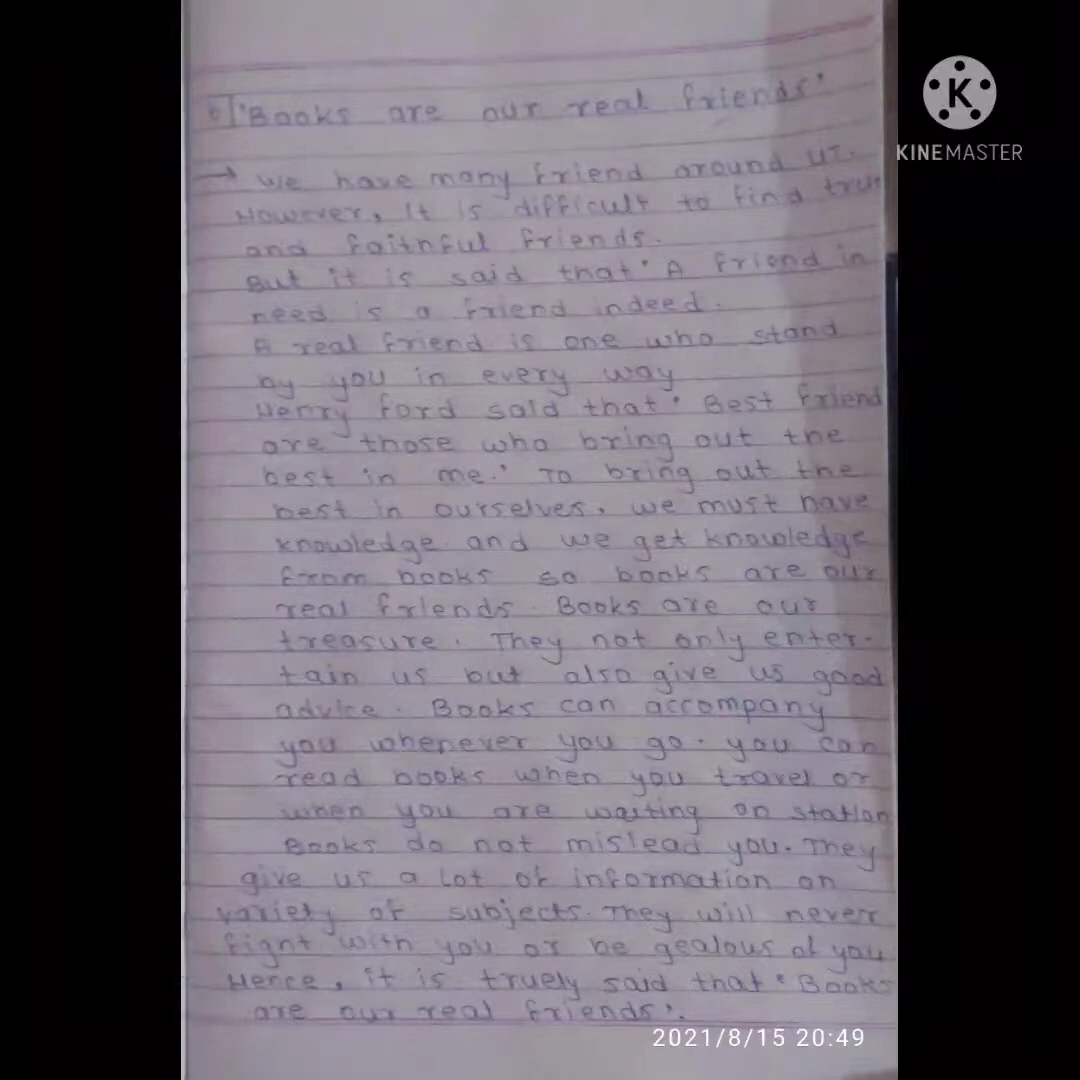 6] 'Books are our real friends'
KINEMASTER
→ We have many friend around us.
However, It is difficult to find true
and faithful friends.
But it is said that 'A friend in
need is a friend indeed.
A real friend is one who stand
by you in every way
Henry ford said that 'Best friend
are those who bring out the
best in me.' To bring out the
best in ourselves, we must have
knowledge and we get knowledge
from books so books are our
real friends. Books are our
treasure. They not only enter-
tain us but also give us good
advice. Books can accompany
you whenever you go. you can
read books when you travel or
when you are waiting on station
Books do not mislead you. They
give us a lot of information on
variety of subjects. They will never
fight with you or be gealous of you
Hence, it is truely said that 'Books
are our real friends'.
2021/8/15 20:49